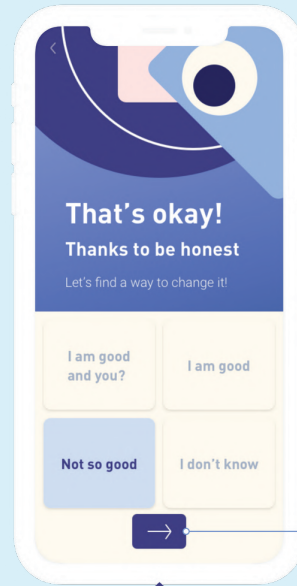 That's okay!
Thanks to be honest
Let's find a way to change it!
I am good
and you?
I am good
Not so good
I don't know